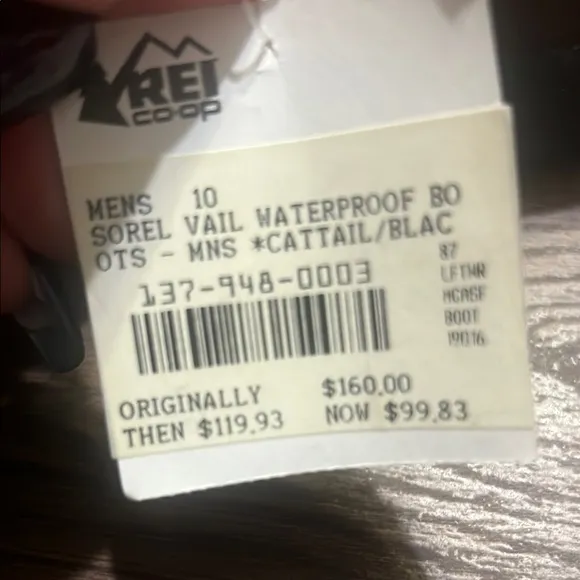 REI
CO·OP
MENS 10
SOREL VAIL WATERPROOF BO
OTS - MNS *CATTAIL/BLAC
137-948-0003
87
LFTHR
MCASF
BOOT
19016
ORIGINALLY $160.00
THEN $119.93 NOW $99.83